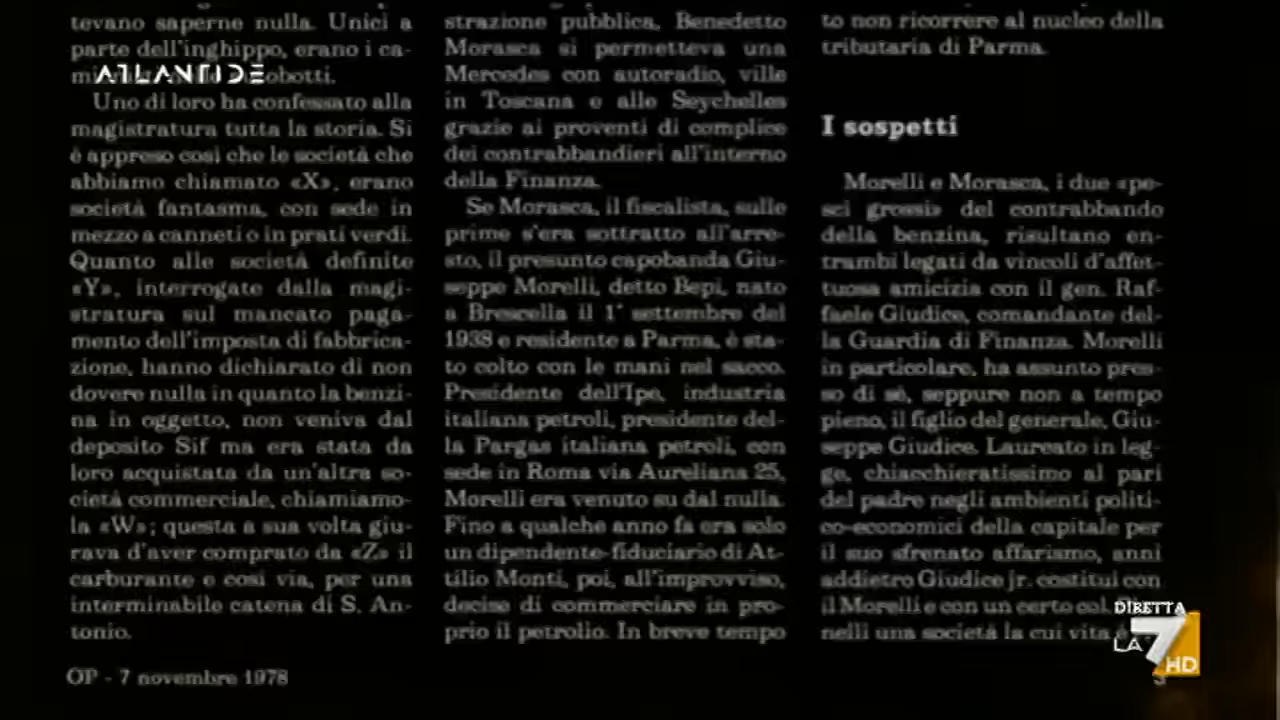 tevano saperne nulla. Unici a
parte dell'inghippo, erano i ca-
obotti.
Uno di loro ha confessato alla
magistratura tutta la storia. Si
è appreso così che le società che
abbiamo chiamato «X», erano
società fantasma, con sede in
mezzo a canneti o in prati verdi.
Quanto alle società definite
«Y», interrogate dalla magi-
stratura sul mancato paga-
mento dell'imposta di fabbrica-
zione, hanno dichiarato di non
dovere nulla in quanto la benzi-
na in oggetto, non veniva dal
deposito Sif ma era stata da
loro acquistata da un'altra so-
cietà commerciale, chiamiamo-
la «W»; questa a sua volta giu-
rava d'aver comprato da «Z» il
carburante e così via, per una
interminabile catena di S. An-
tonio.
strazione pubblica, Benedetto
Morasca si permetteva una
Mercedes con autoradio, ville
in Toscana e alle Seychelles
grazie ai proventi di complice
dei contrabbandieri all'interno
della Finanza.
Se Morasca, il fiscalista, sulle
prime s'era sottratto all'arre-
sto, il presunto capobanda Giu-
seppe Morelli, detto Bepi, nato
a Brescella il 1° settembre del
1938 e residente a Parma, è sta-
to colto con le mani nel sacco.
Presidente dell'Ipe, industria
italiana petroli, presidente del-
la Pargas italiana petroli, con
sede in Roma via Aureliana 25,
Morelli era venuto su dal nulla.
Fino a qualche anno fa era solo
un dipendente-fiduciario di At-
tilio Monti, poi, all'improvviso,
decise di commerciare in pro-
prio il petrolio. In breve tempo
to non ricorrere al nucleo della
tributaria di Parma.
I sospetti
Morelli e Morasca, i due «pe-
sci grossi» del contrabbando
della benzina, risultano en-
trambi legati da vincoli d'affet-
tuosa amicizia con il gen. Raf-
faele Giudice, comandante del-
la Guardia di Finanza. Morelli
in particolare, ha assunto pres-
so di sé, seppure non a tempo
pieno, il figlio del generale, Giu-
seppe Giudice. Laureato in leg-
ge, chiacchieratissimo al pari
del padre negli ambienti politi-
co-economici della capitale per
il suo sfrenato affarismo, anni
addietro Giudice jr. costituì con
il Morelli e con un certo col.
nelli una società la cui vita
OP - 7 novembre 1978
ATLANTIDE
DIRETTA
LA 7
HD